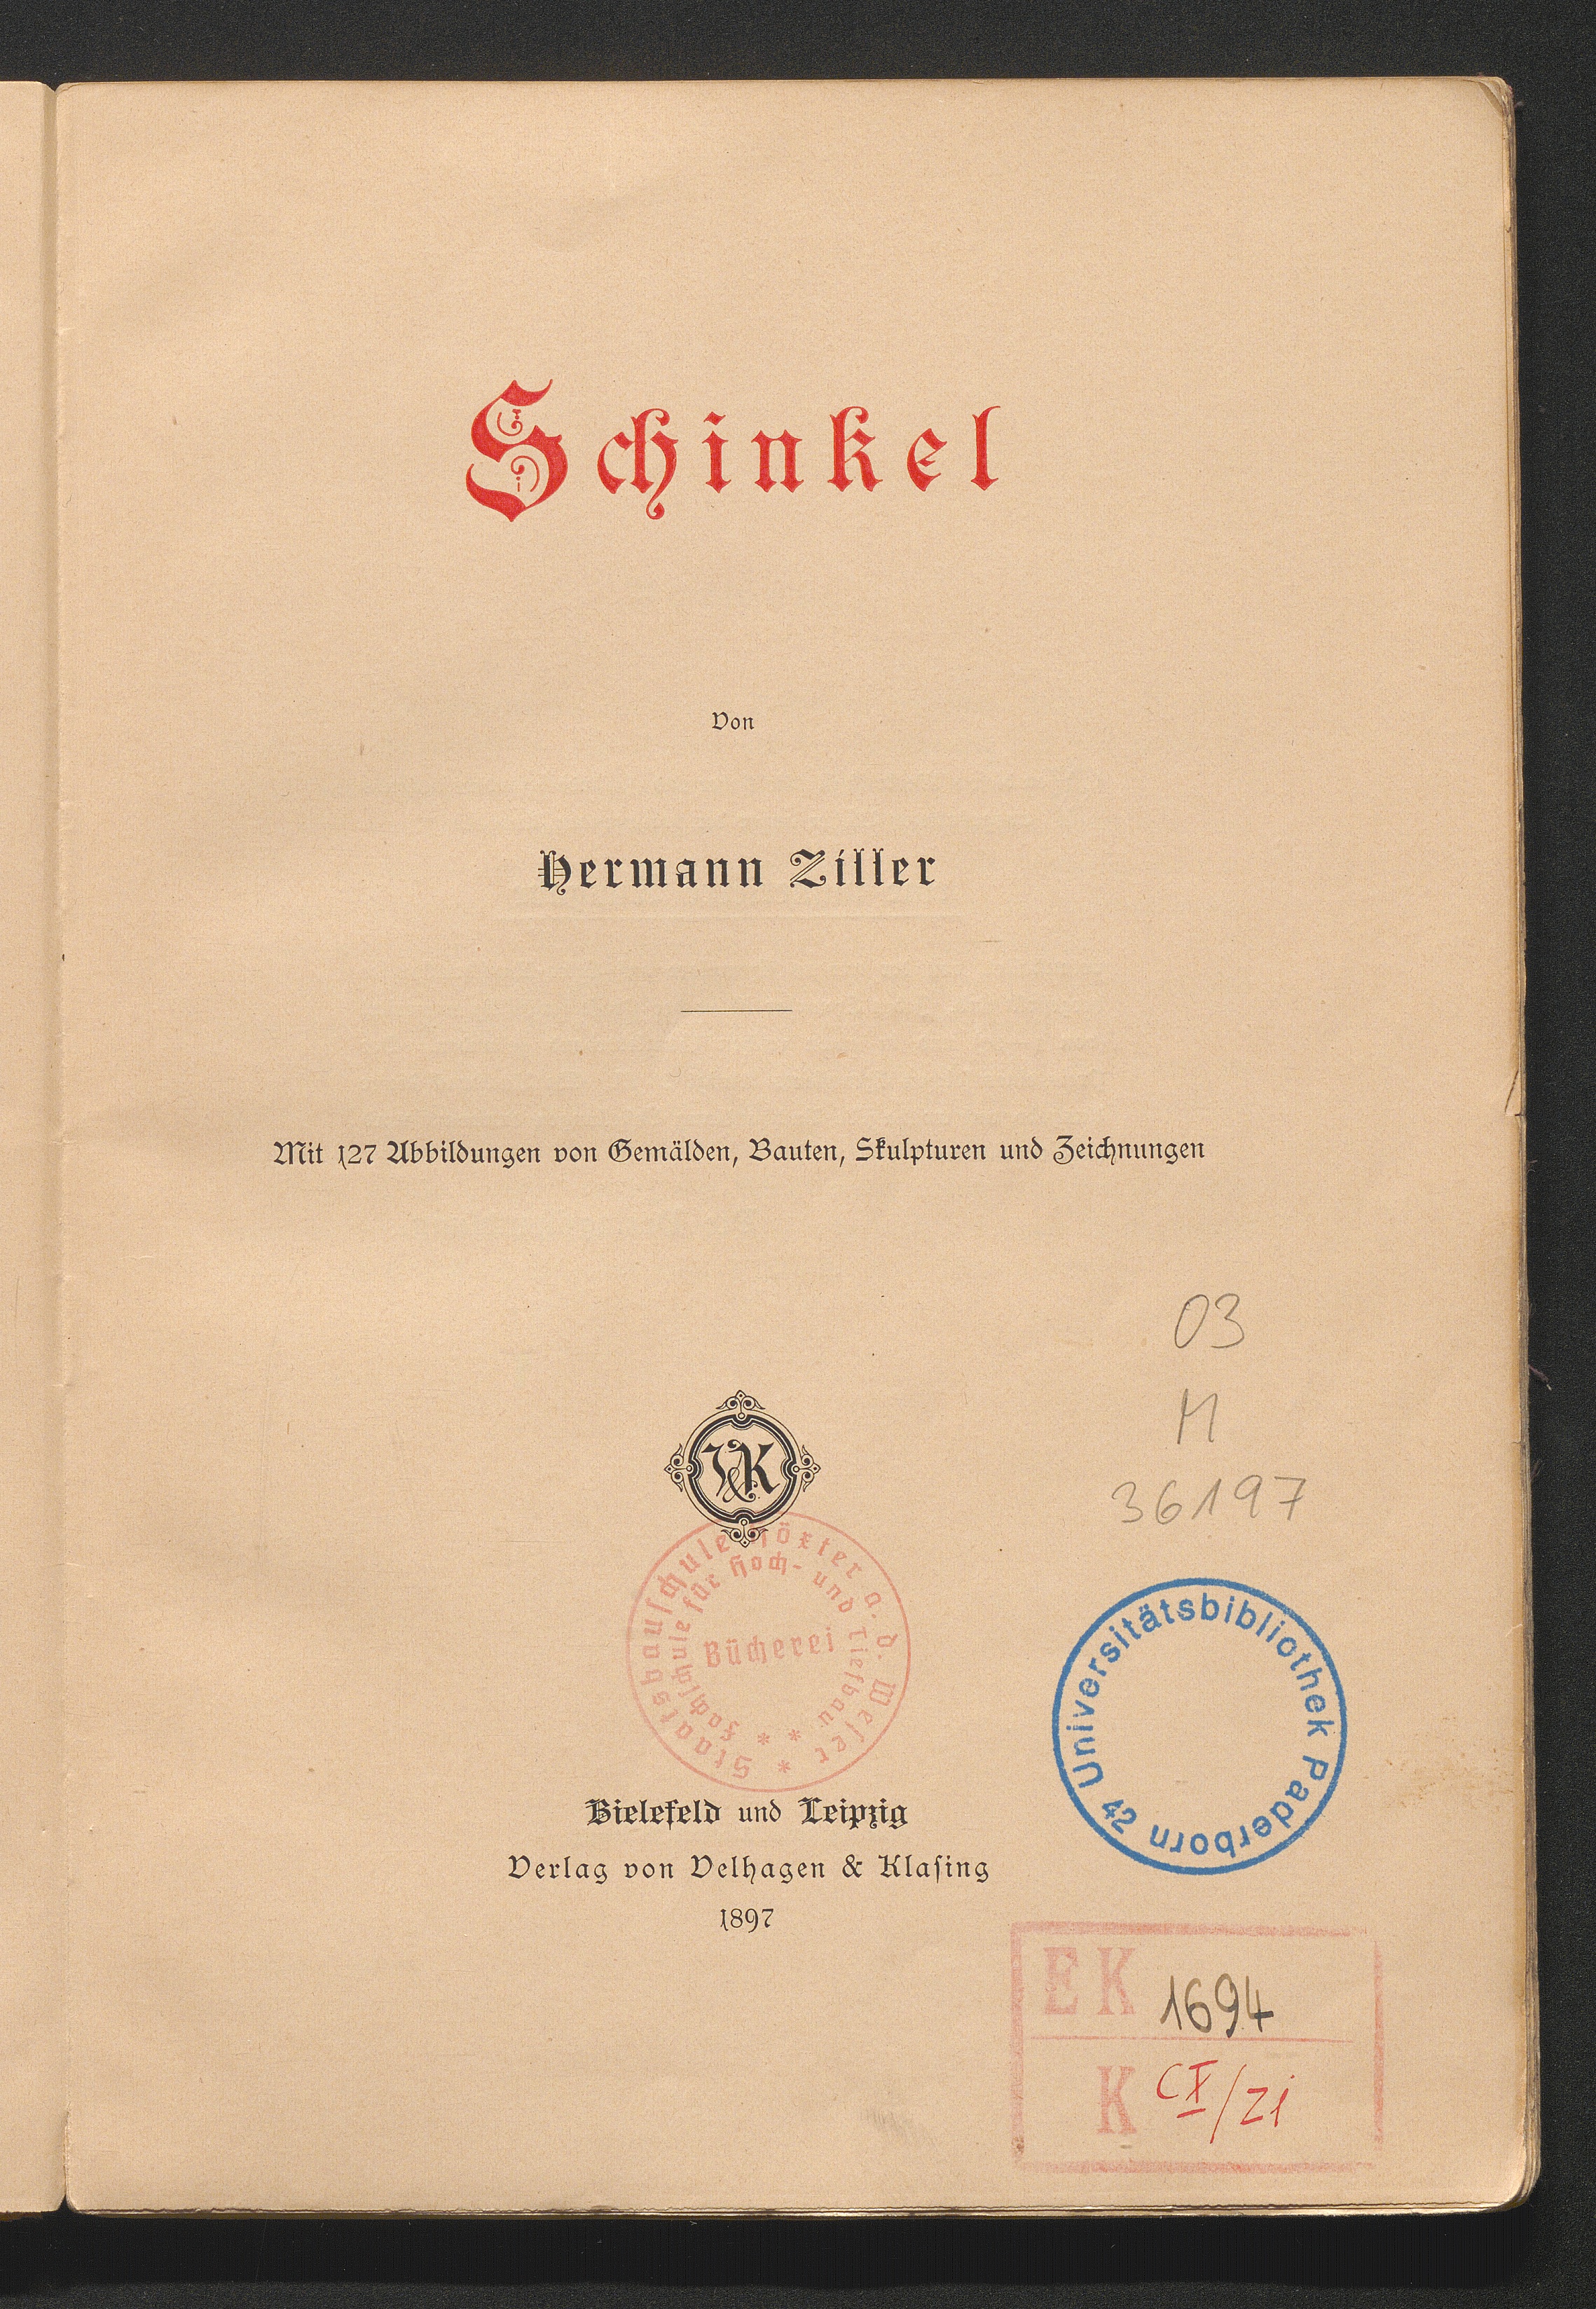 Schinkel
Von
Hermann Ziller
Mit 127 Abbildungen von Gemälden, Bauten, Skulpturen und Zeichnungen
03
M
36197
V&K
Staatsbauſchule Höxter a. d. Weſer
Fachſchule für Hoch- und Tiefbau
Bücherei
Universitätsbibliothek Paderborn
42
Bielefeld und Leipzig
Verlag von Velhagen & Klaſing
1897
EK 1694
K CI/Zi